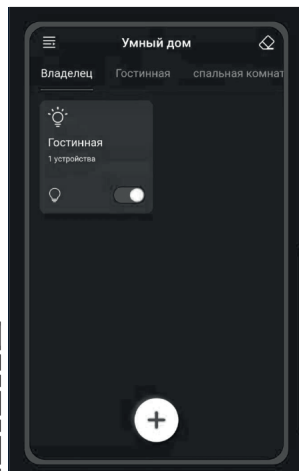 Умный дом
Владелец Гостинная спальная комнат
Гостинная
1 устройства